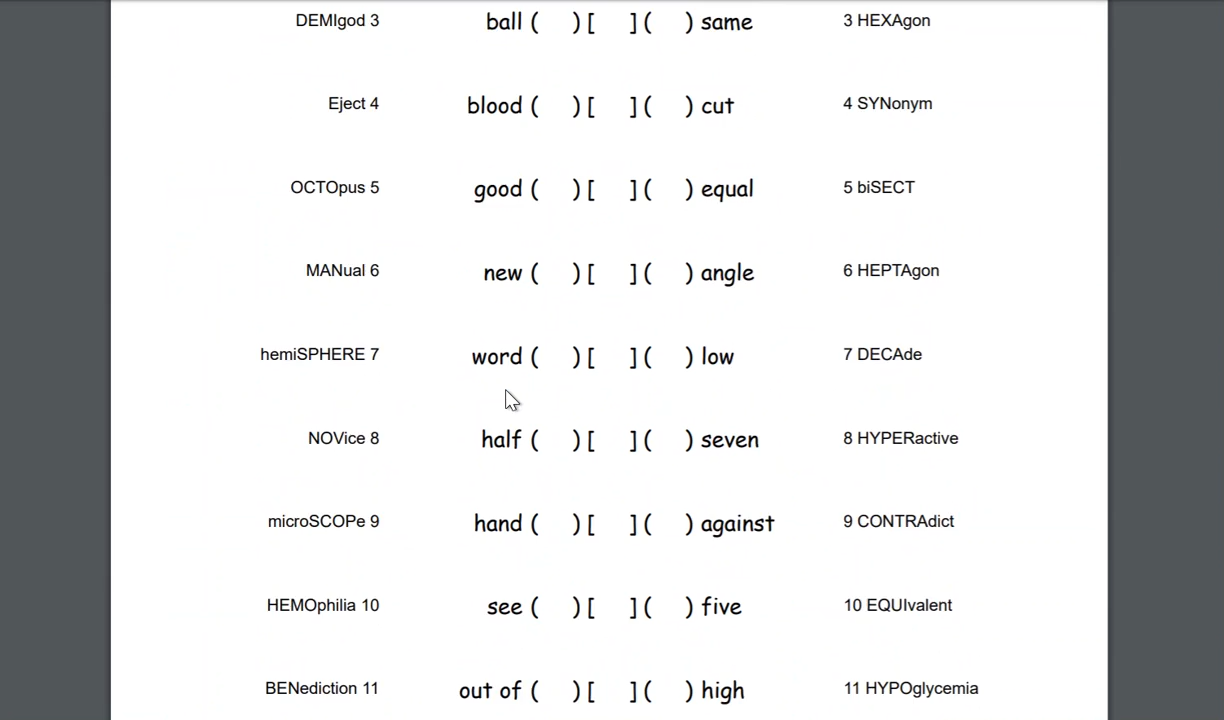 DEMIgod 3 ball ( ) [ ] ( ) same 3 HEXAgon
Eject 4 blood ( ) [ ] ( ) cut 4 SYNonym
OCTOpus 5 good ( ) [ ] ( ) equal 5 biSECT
MANual 6 new ( ) [ ] ( ) angle 6 HEPTAgon
hemiSPHERE 7 word ( ) [ ] ( ) low 7 DECAde
NOVice 8 half ( ) [ ] ( ) seven 8 HYPERactive
microSCOPe 9 hand ( ) [ ] ( ) against 9 CONTRAdict
HEMOphilia 10 see ( ) [ ] ( ) five 10 EQUIvalent
BENediction 11 out of ( ) [ ] ( ) high 11 HYPOglycemia